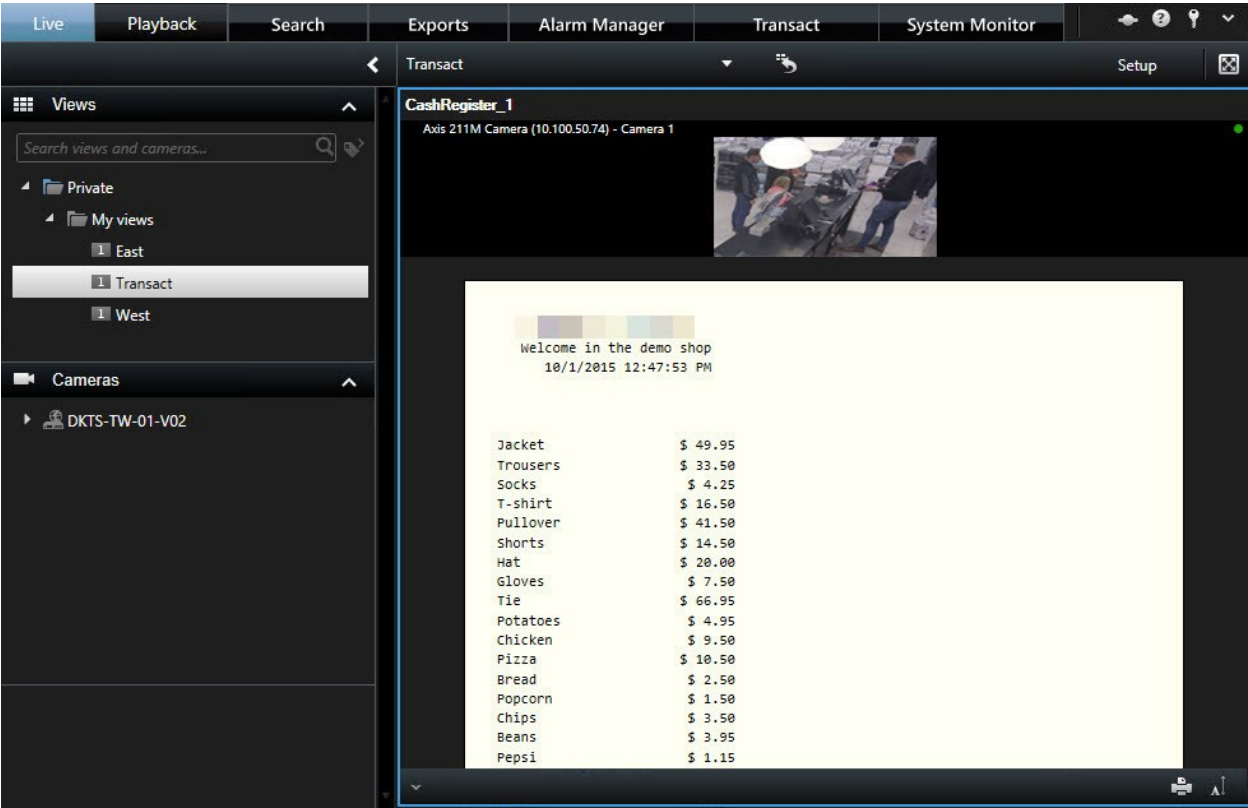 Live Playback Search Exports Alarm Manager Transact System Monitor
Transact Setup
Views
Search views and cameras...
Private
My views
1 East
1 Transact
1 West
Cameras
DKTS-TW-01-V02
CashRegister_1
Axis 211M Camera (10.100.50.74) - Camera 1
Welcome in the demo shop
10/1/2015 12:47:53 PM
Jacket $ 49.95
Trousers $ 33.50
Socks $ 4.25
T-shirt $ 16.50
Pullover $ 41.50
Shorts $ 14.50
Hat $ 20.00
Gloves $ 7.50
Tie $ 66.95
Potatoes $ 4.95
Chicken $ 9.50
Pizza $ 10.50
Bread $ 2.50
Popcorn $ 1.50
Chips $ 3.50
Beans $ 3.95
Pepsi $ 1.15